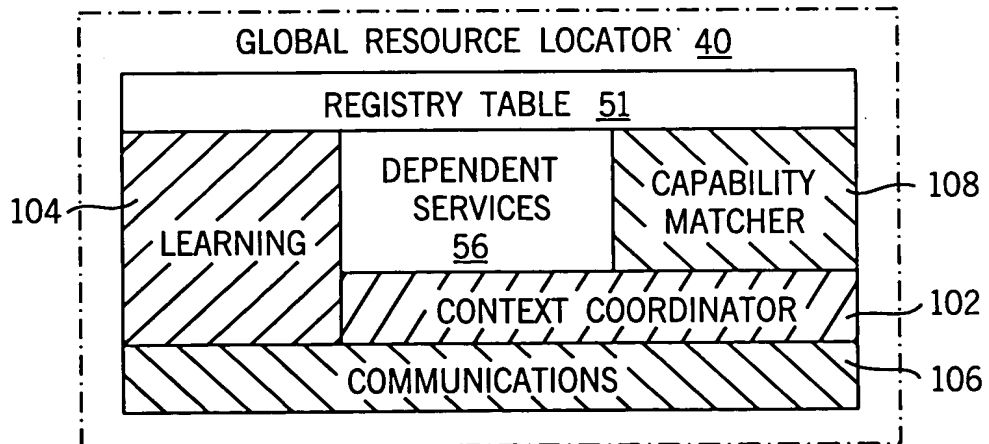 GLOBAL RESOURCE LOCATOR 40
REGISTRY TABLE 51
104
LEARNING
DEPENDENT
SERVICES
56
CAPABILITY
MATCHER
108
CONTEXT COORDINATOR
102
COMMUNICATIONS
106